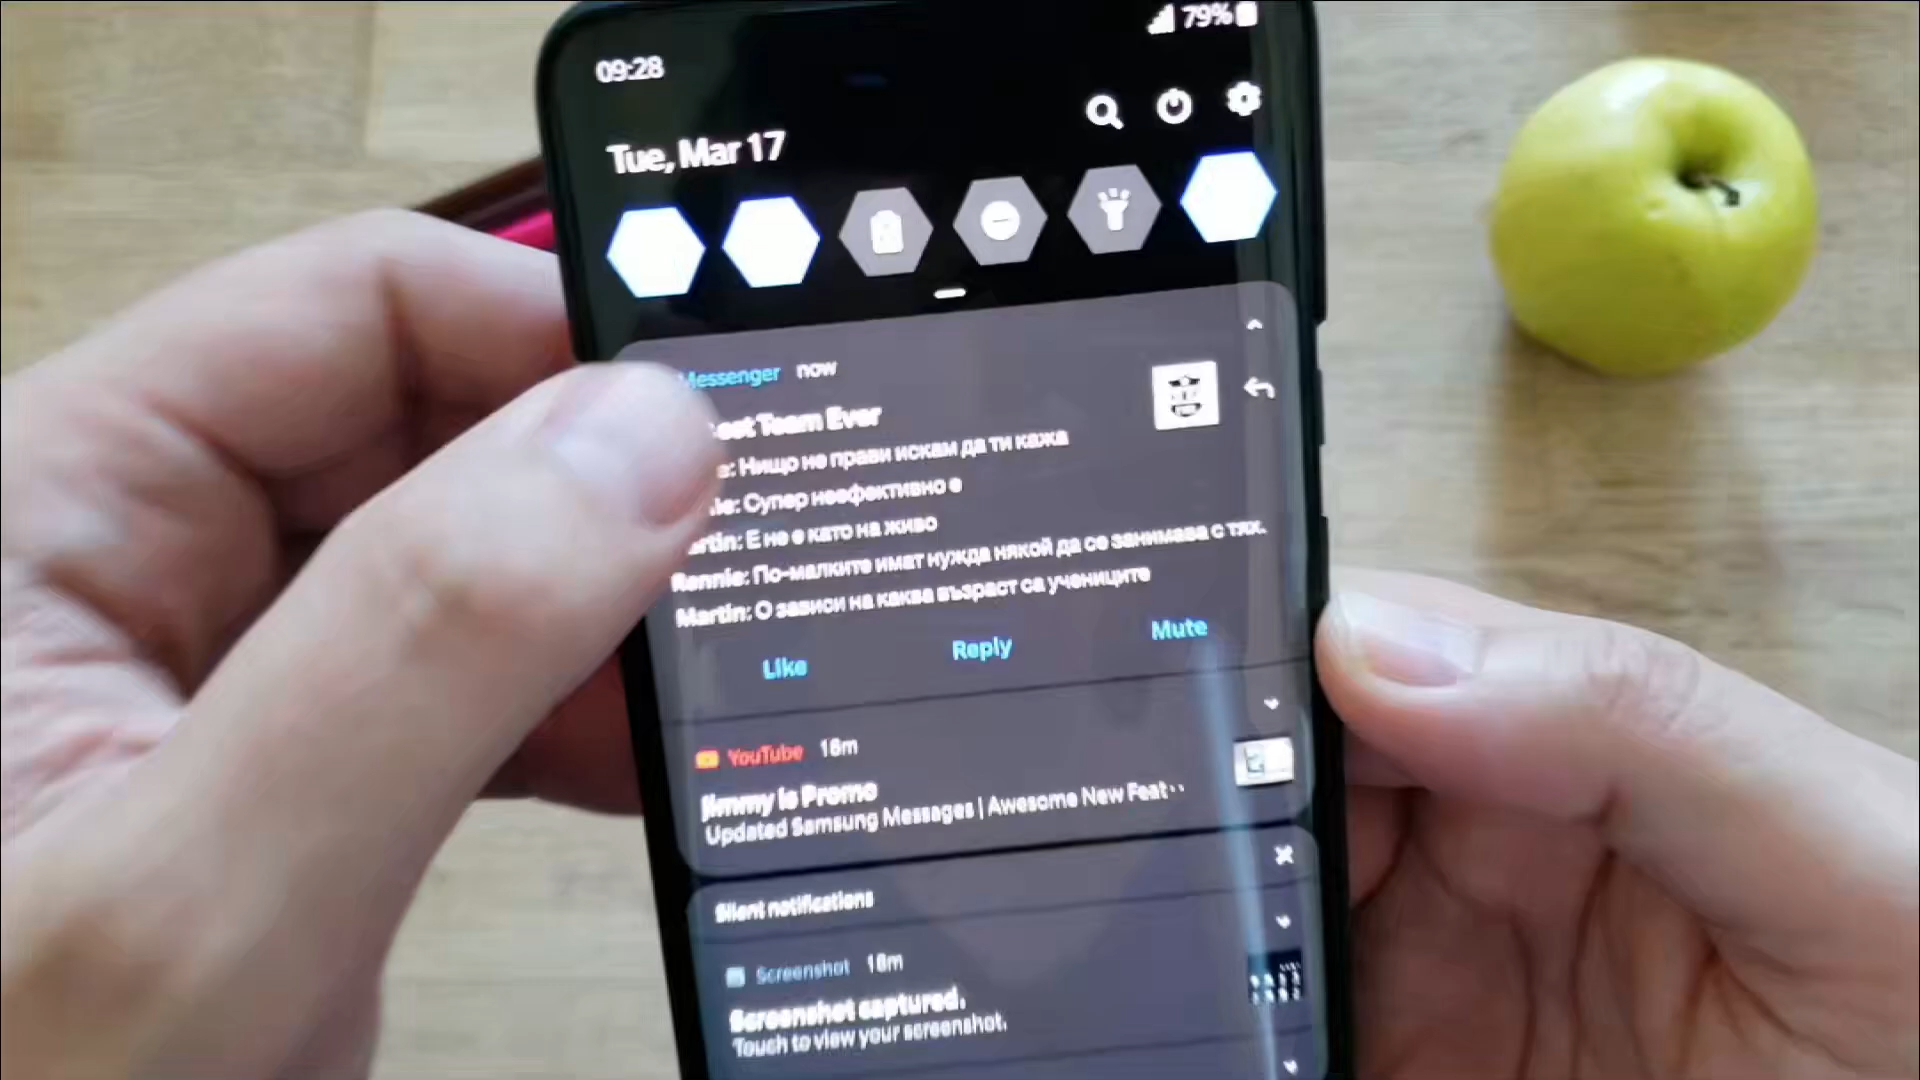 79%
09:28
Tue, Mar 17
Messenger now
Team Ever
Нищо не прави искам да ти кажа
Супер неефективно е
Е не е като на живо
Rennie: По-малките имат нужда някой да се занимава с тях.
Martin: О зависи на каква възраст са учениците
Like Reply Mute
YouTube 18m
Jimmy is Promo
Updated Samsung Messages | Awesome New Feat··
Silent notifications
Screenshot 18m
Screenshot captured.
Touch to view your screenshot.